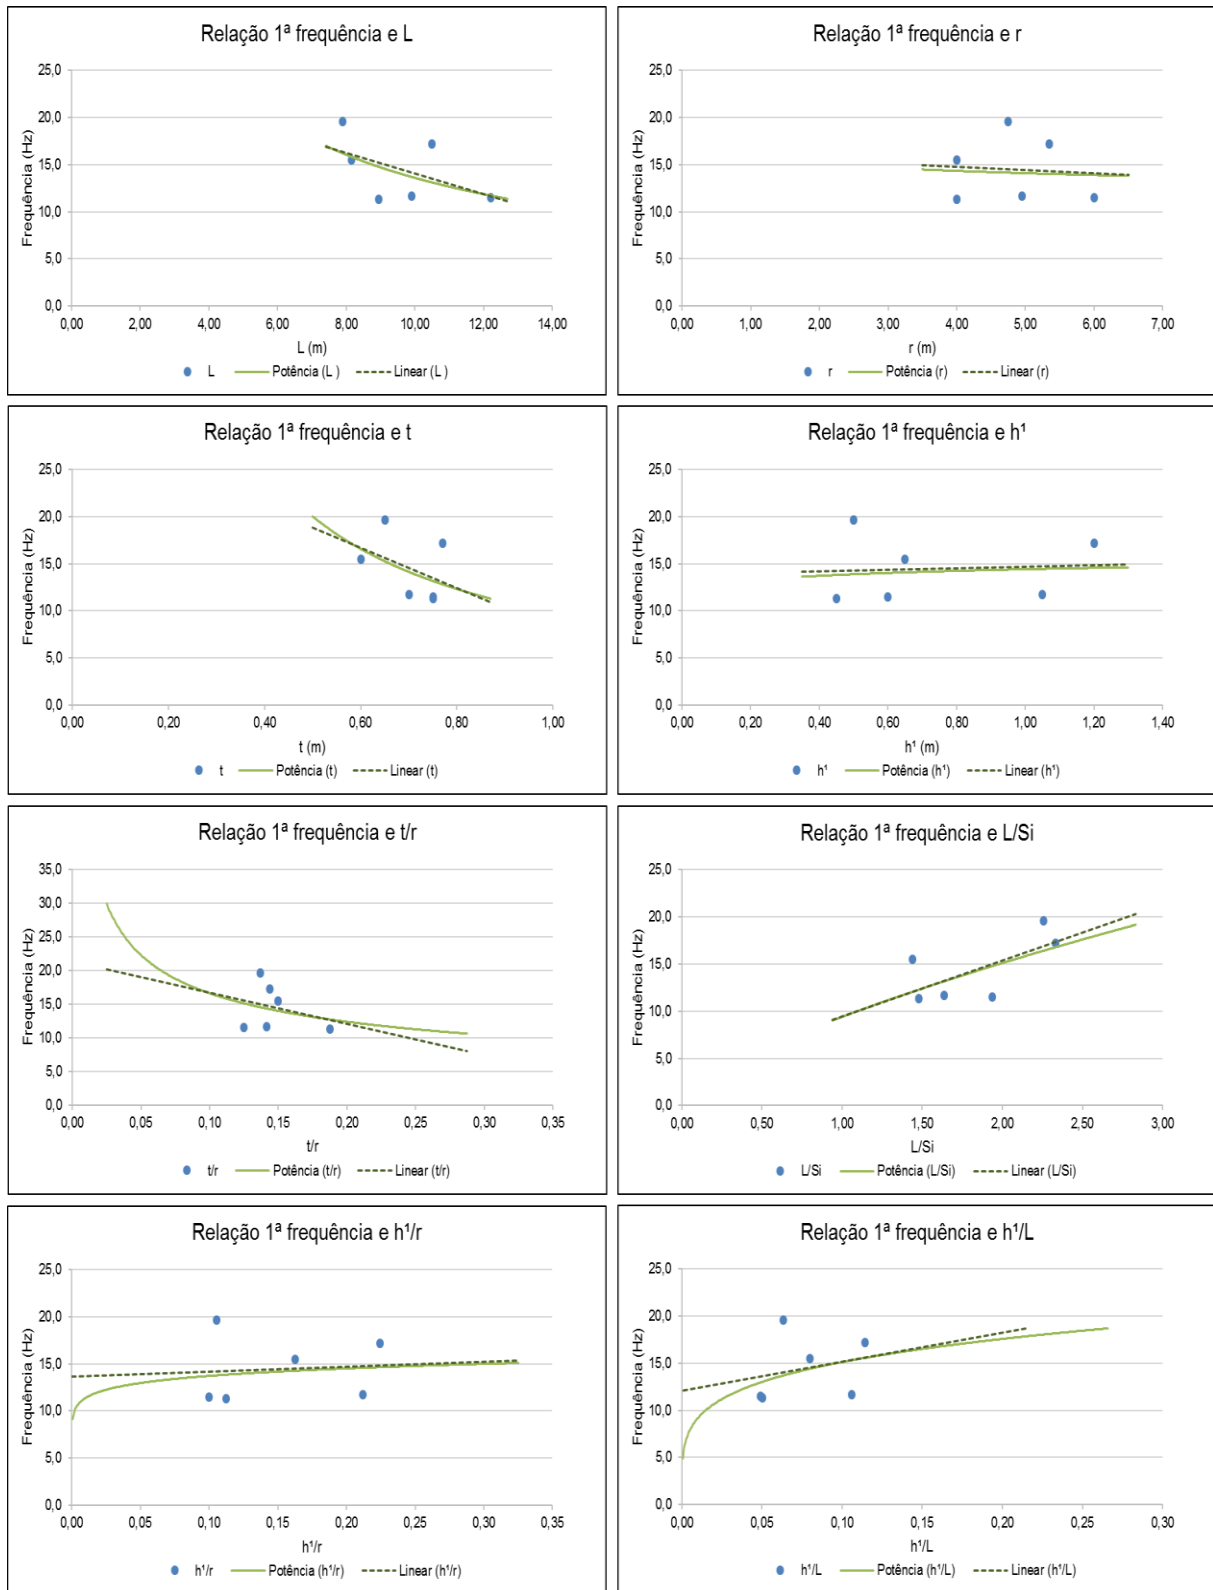 Relação 1ª frequência e L
Frequência (Hz)
25,0
20,0
15,0
10,0
5,0
0,0
0,00 2,00 4,00 6,00 8,00 10,00 12,00 14,00
L (m)
L Potência (L ) Linear (L )
Relação 1ª frequência e r
Frequência (Hz)
25,0
20,0
15,0
10,0
5,0
0,0
0,00 1,00 2,00 3,00 4,00 5,00 6,00 7,00
r (m)
r Potência (r) Linear (r)
Relação 1ª frequência e t
Frequência (Hz)
25,0
20,0
15,0
10,0
5,0
0,0
0,00 0,20 0,40 0,60 0,80 1,00
t (m)
t Potência (t) Linear (t)
Relação 1ª frequência e h¹
Frequência (Hz)
25,0
20,0
15,0
10,0
5,0
0,0
0,00 0,20 0,40 0,60 0,80 1,00 1,20 1,40
h¹ (m)
h¹ Potência (h¹) Linear (h¹)
Relação 1ª frequência e t/r
Frequência (Hz)
35,0
30,0
25,0
20,0
15,0
10,0
5,0
0,0
0,00 0,05 0,10 0,15 0,20 0,25 0,30 0,35
t/r
t/r Potência (t/r) Linear (t/r)
Relação 1ª frequência e L/Si
Frequência (Hz)
25,0
20,0
15,0
10,0
5,0
0,0
0,00 0,50 1,00 1,50 2,00 2,50 3,00
L/Si
L/Si Potência (L/Si) Linear (L/Si)
Relação 1ª frequência e h¹/r
Frequência (Hz)
25,0
20,0
15,0
10,0
5,0
0,0
0,00 0,05 0,10 0,15 0,20 0,25 0,30 0,35
h¹/r
h¹/r Potência (h¹/r) Linear (h¹/r)
Relação 1ª frequência e h¹/L
Frequência (Hz)
25,0
20,0
15,0
10,0
5,0
0,0
0,00 0,05 0,10 0,15 0,20 0,25 0,30
h¹/L
h¹/L Potência (h¹/L) Linear (h¹/L)